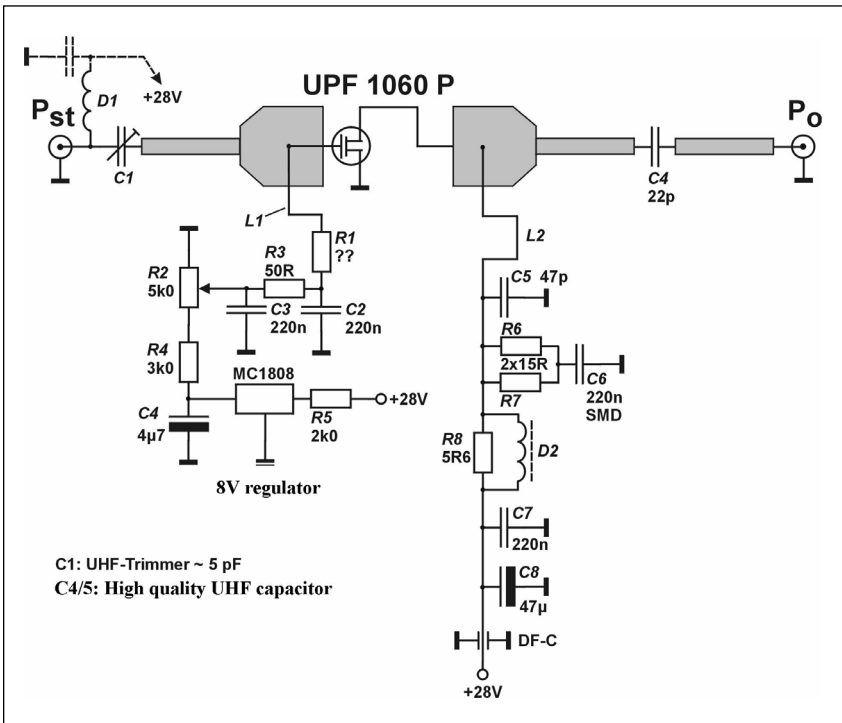 UPF 1060 P
D1
+28V
Pst
Po
C1
C4
22p
L1
L2
R1
??
R3
50R
R2
5k0
C5 47p
C3
220n
C2
220n
R6
2x15R
R7
R4
3k0
C6
220n
SMD
MC1808
+28V
R5
2k0
C4
4µ7
R8
5R6
D2
8V regulator
C7
220n
C1: UHF-Trimmer ~ 5 pF
C4/5: High quality UHF capacitor
C8
47µ
DF-C
+28V